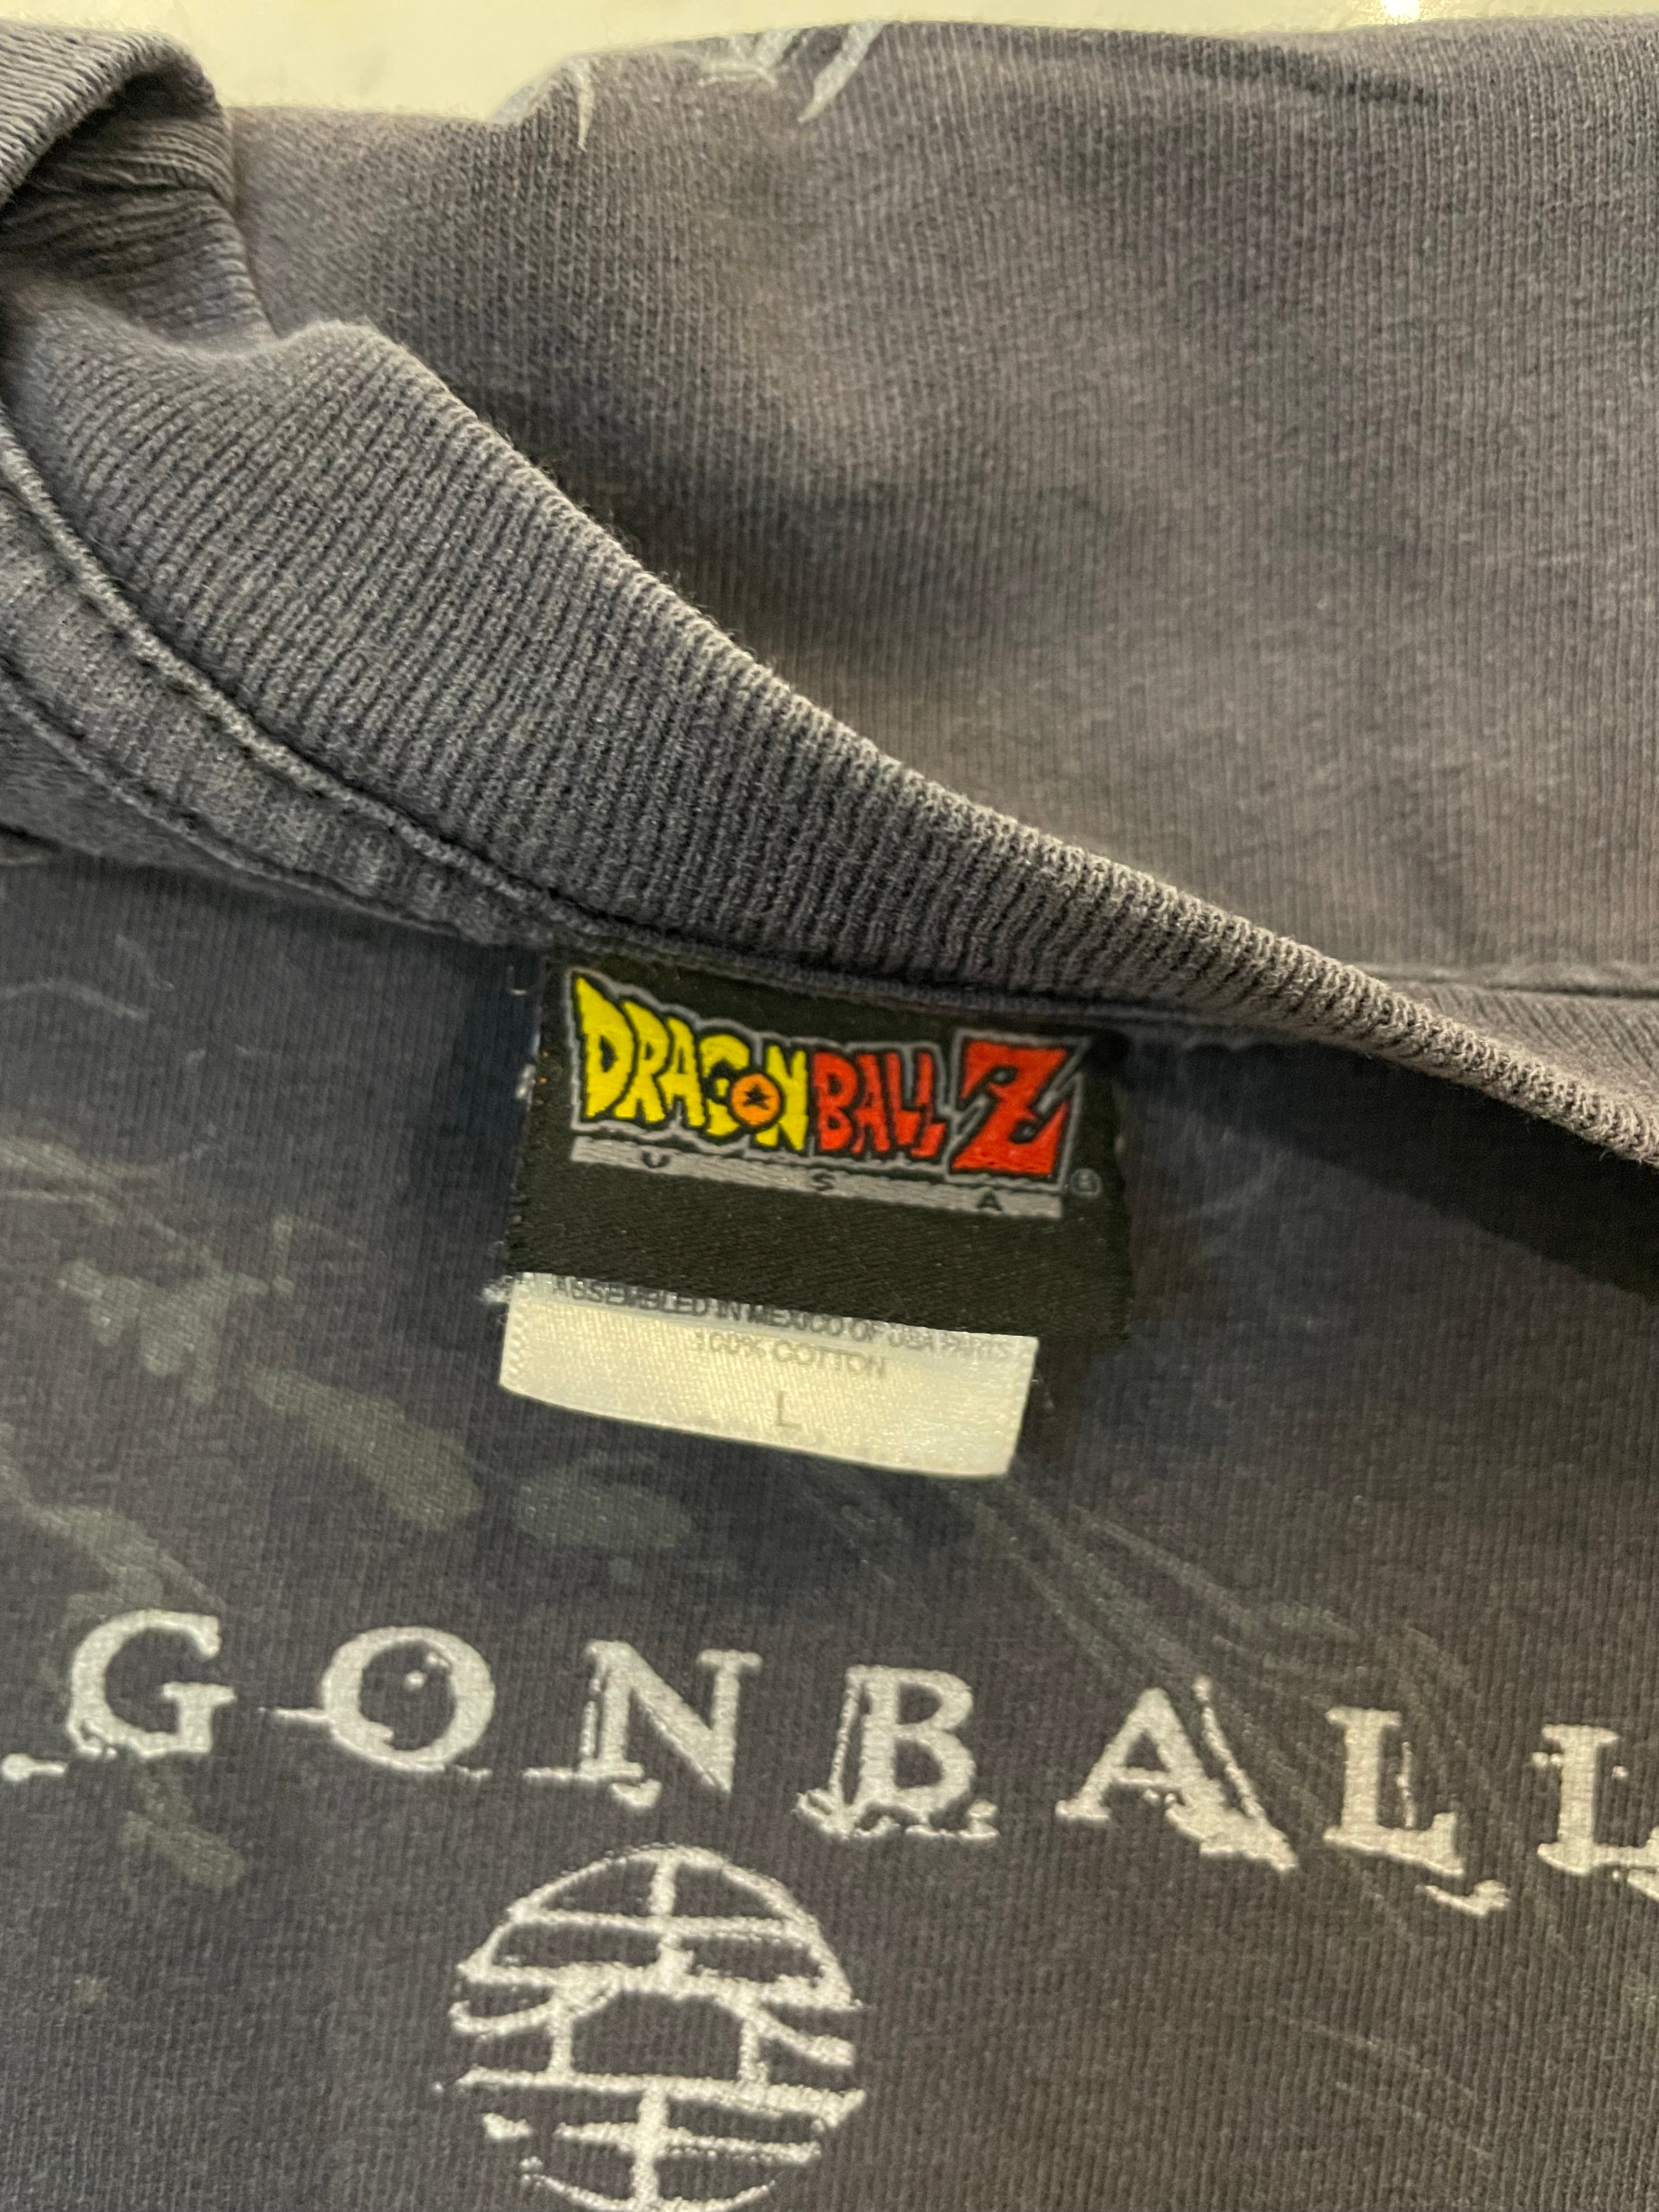 DRAGONBALL Z
U S A ®
ASSEMBLED IN MEXICO OF USA PARTS
100% COTTON
L
GONBALL